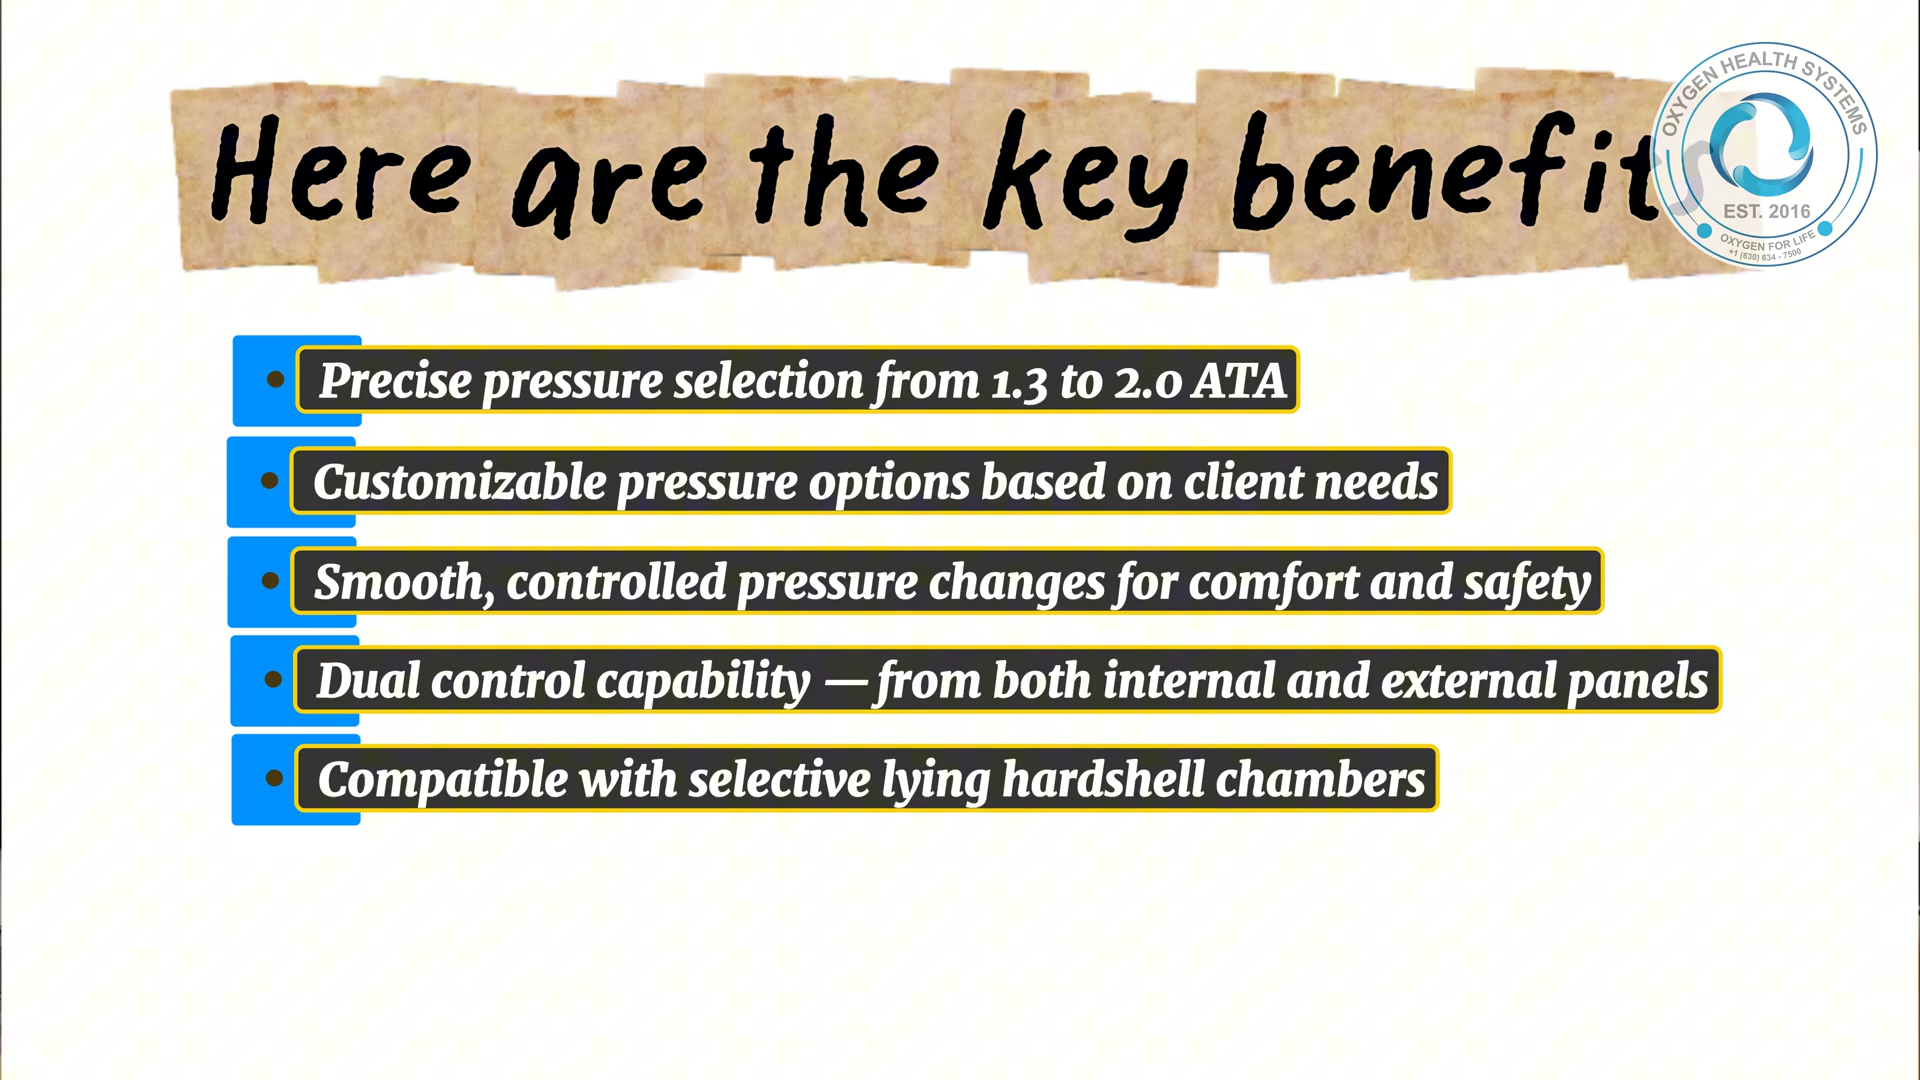 Here are the key benefits
OXYGEN HEALTH SYSTEMS
EST. 2016
OXYGEN FOR LIFE
+1 (630) 634 - 7500
• Precise pressure selection from 1.3 to 2.0 ATA
• Customizable pressure options based on client needs
• Smooth, controlled pressure changes for comfort and safety
• Dual control capability — from both internal and external panels
• Compatible with selective lying hardshell chambers